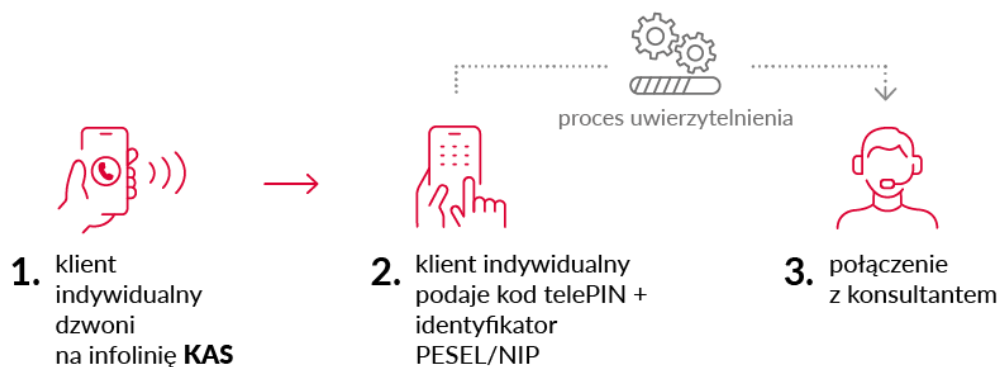 proces uwierzytelnienia
1. klient
indywidualny
dzwoni
na infolinię KAS
2. klient indywidualny
podaje kod telePIN +
identyfikator
PESEL/NIP
3. połączenie
z konsultantem